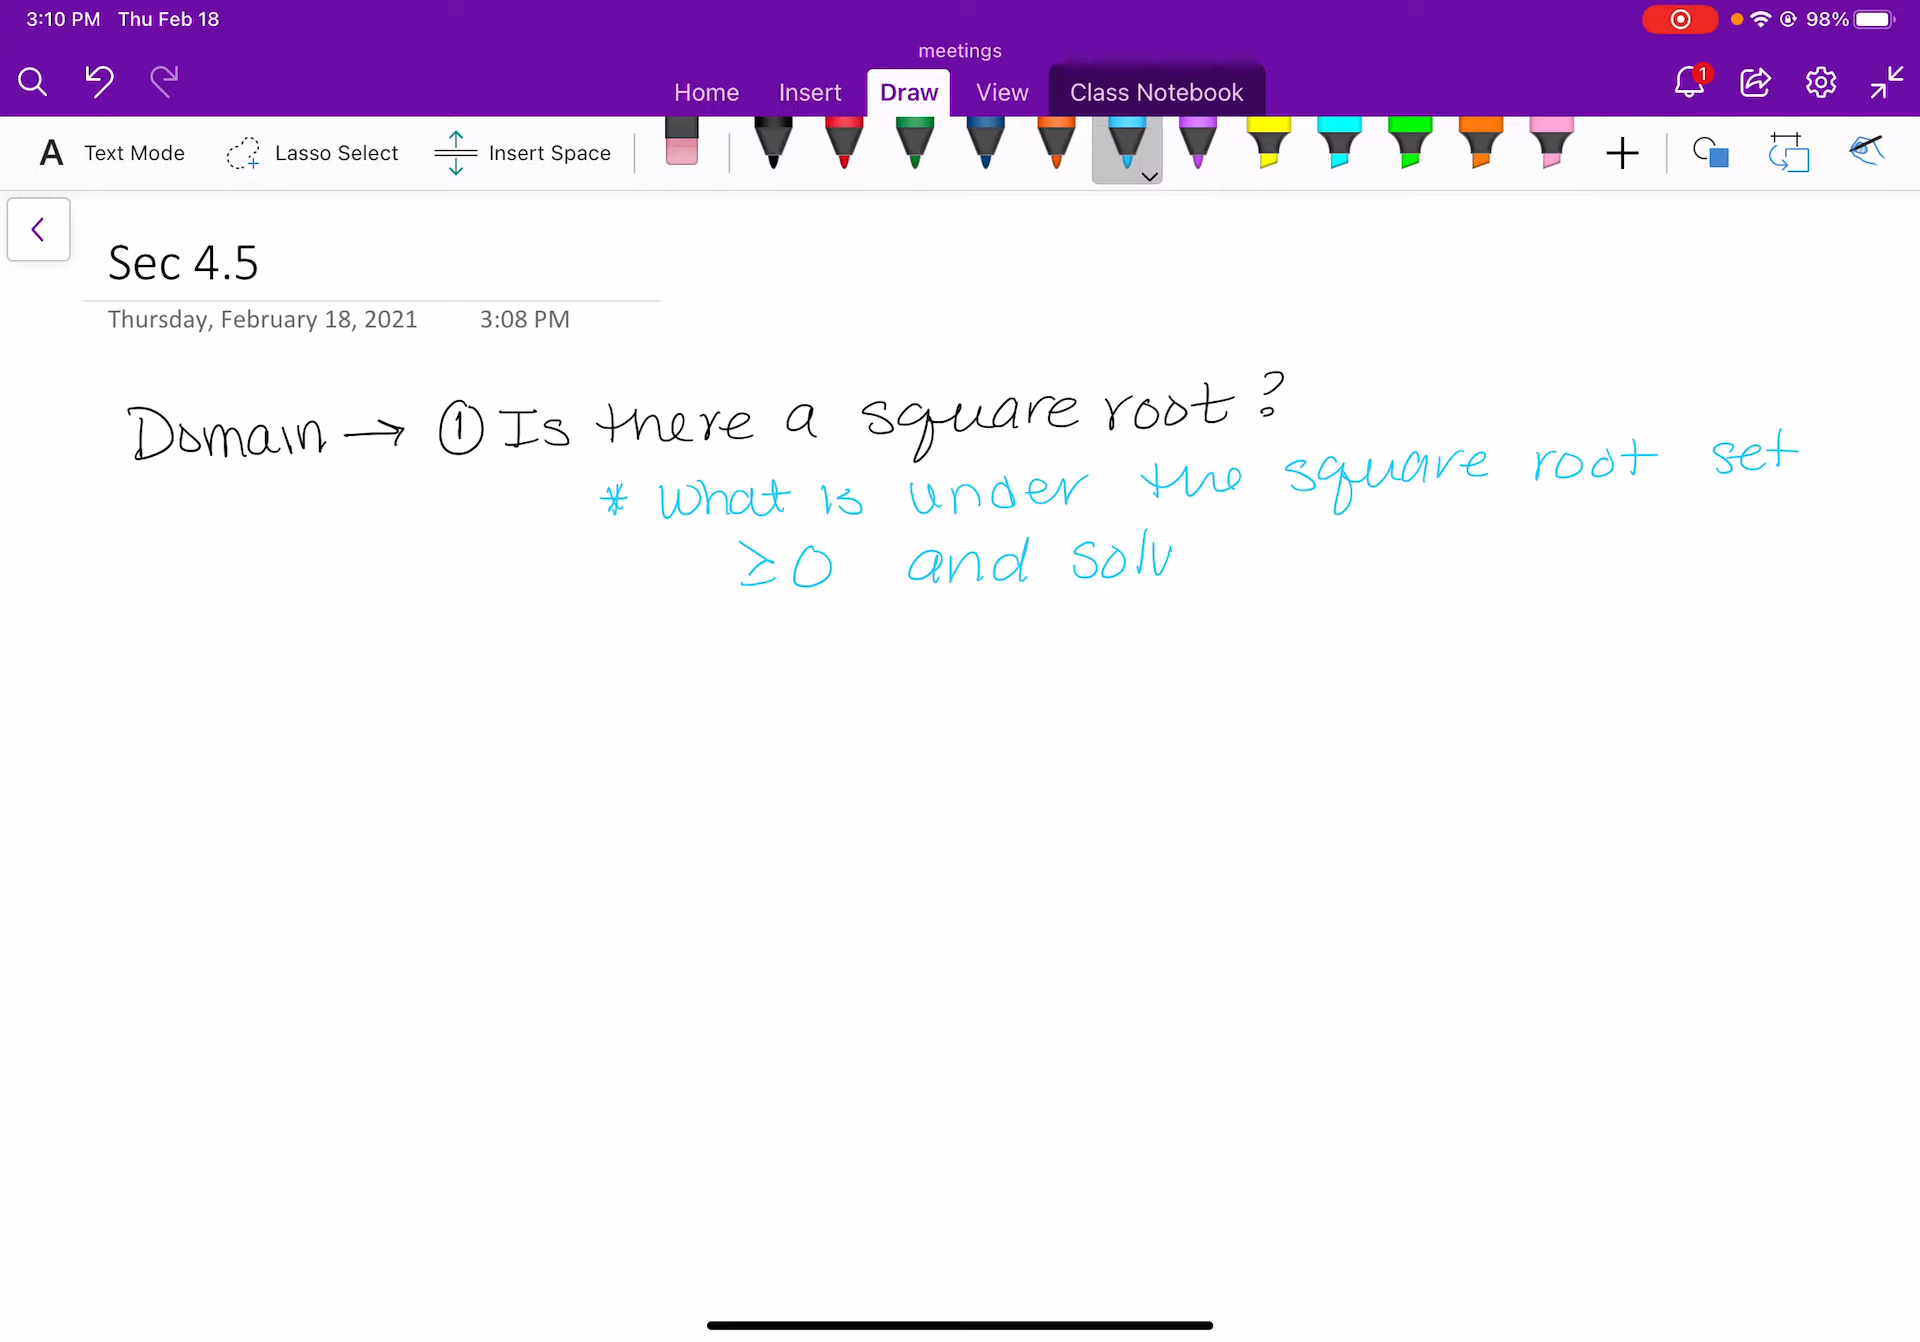 3:10 PM Thu Feb 18 98%
meetings
Home Insert Draw View Class Notebook 1
A Text Mode Lasso Select Insert Space
Sec 4.5
Thursday, February 18, 2021 3:08 PM
Domain → ① Is there a square root?
* What is under the square root set
≥0 and solv